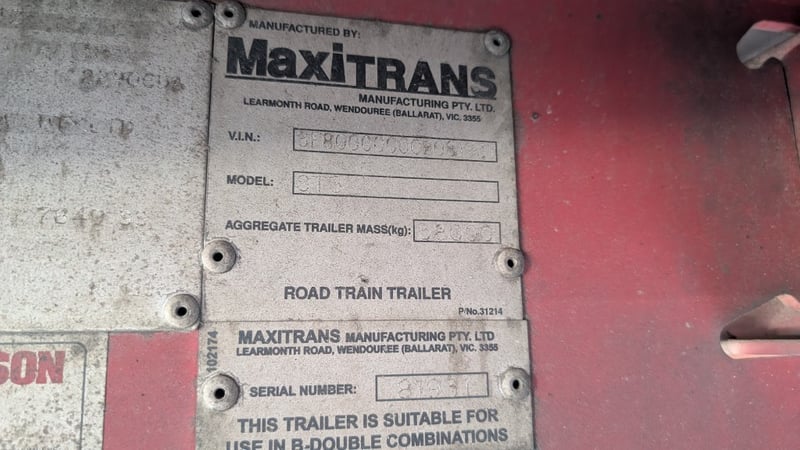 MANUFACTURED BY:
MaxiTRANS
MANUFACTURING PTY. LTD.
LEARMONTH ROAD, WENDOUREE (BALLARAT), VIC. 3355
V.I.N.:
MODEL:
AGGREGATE TRAILER MASS(kg):
ROAD TRAIN TRAILER
P/No.31214
102174
MAXITRANS MANUFACTURING PTY. LTD
LEARMONTH ROAD, WENDOUREE (BALLARAT), VIC. 3355
SERIAL NUMBER:
THIS TRAILER IS SUITABLE FOR
USE IN B-DOUBLE COMBINATIONS
SON